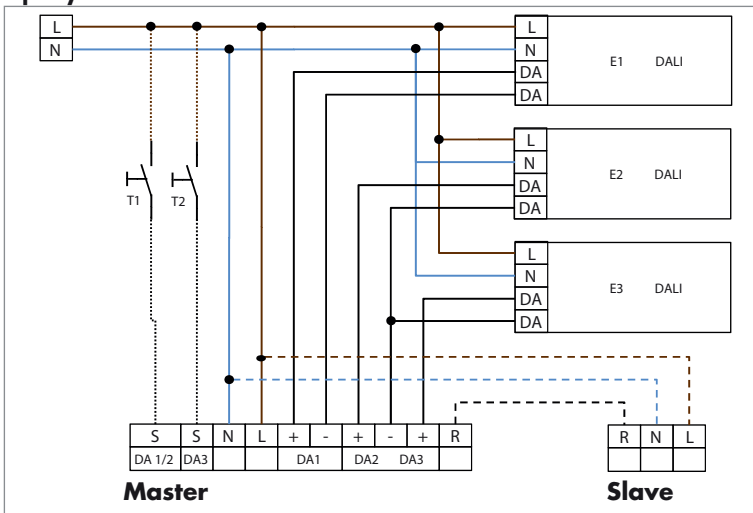 L
N
L
N
DA
DA
E1 DALI
L
N
DA
DA
E2 DALI
L
N
DA
DA
E3 DALI
T1 T2
S S N L + - + - + R
DA 1/2 DA3 DA1 DA2 DA3
R N L
Master Slave